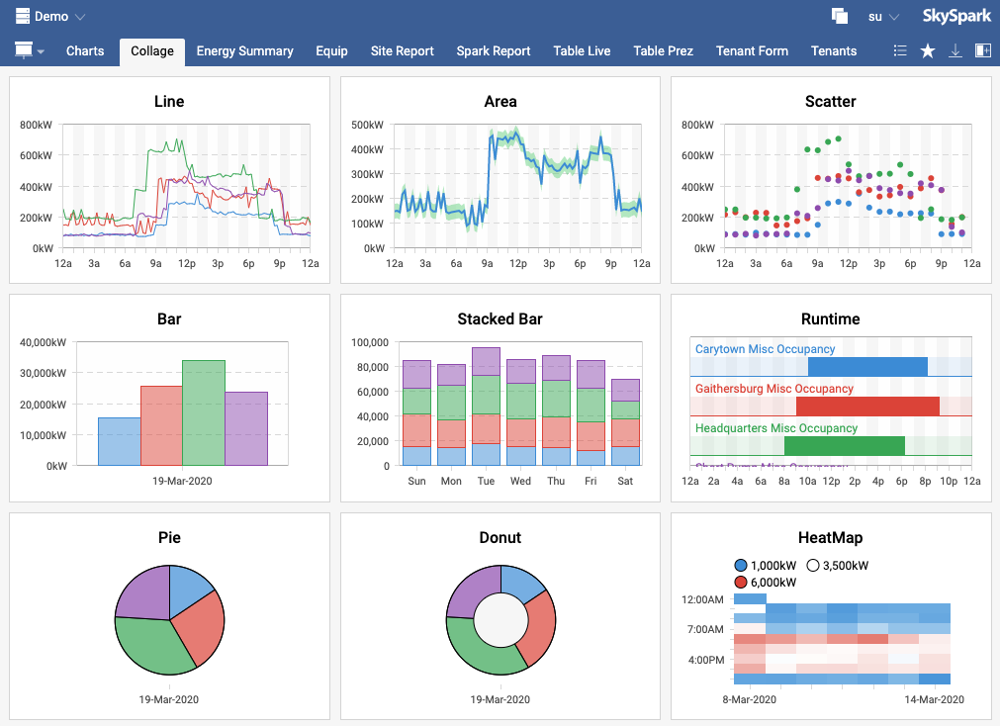 Demo su SkySpark
Charts Collage Energy Summary Equip Site Report Spark Report Table Live Table Prez Tenant Form Tenants
Line
800kW
600kW
400kW
200kW
0kW
12a 3a 6a 9a 12p 3p 6p 9p 12a
Area
500kW
400kW
300kW
200kW
100kW
0kW
12a 3a 6a 9a 12p 3p 6p 9p 12a
Scatter
800kW
600kW
400kW
200kW
0kW
12a 3a 6a 9a 12p 3p 6p 9p 12a
Bar
40,000kW
30,000kW
20,000kW
10,000kW
0kW
19-Mar-2020
Stacked Bar
100,000
80,000
60,000
40,000
20,000
0
Sun Mon Tue Wed Thu Fri Sat
Runtime
Carytown Misc Occupancy
Gaithersburg Misc Occupancy
Headquarters Misc Occupancy
Short Pump Misc Occupancy
12a 2a 4a 6a 8a 10a 12p 2p 4p 6p 8p 10p 12a
Pie
19-Mar-2020
Donut
19-Mar-2020
HeatMap
1,000kW 3,500kW
6,000kW
12:00AM
7:00AM
4:00PM
8-Mar-2020 14-Mar-2020